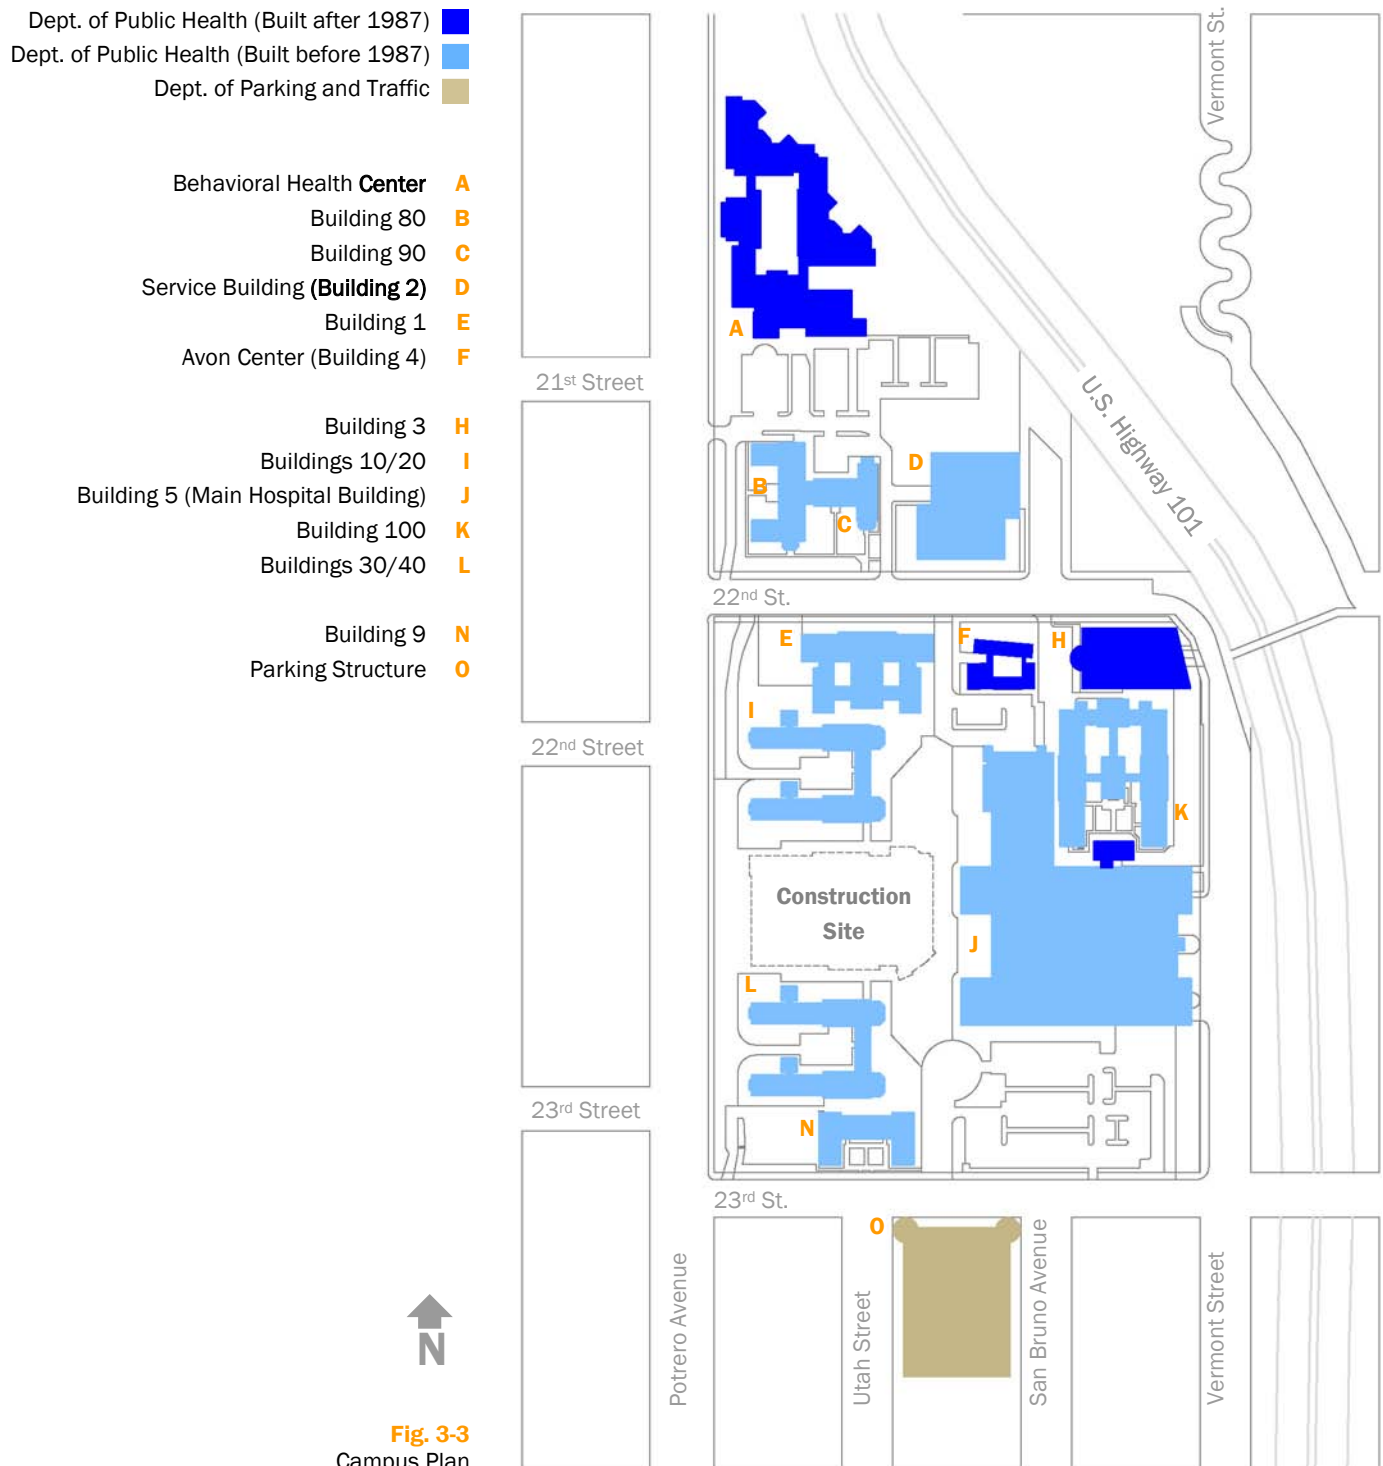 Dept. of Public Health (Built after 1987)
Dept. of Public Health (Built before 1987)
Dept. of Parking and Traffic
Behavioral Health Center A
Building 80 B
Building 90 C
Service Building (Building 2) D
Building 1 E
Avon Center (Building 4) F
Building 3 H
Buildings 10/20 I
Building 5 (Main Hospital Building) J
Building 100 K
Buildings 30/40 L
Building 9 N
Parking Structure O
N
Fig. 3-3
Campus Plan
Vermont St.
A
21st Street
U.S. Highway 101
D
B
C
22nd St.
E
F
H
I
22nd Street
K
Construction
Site
J
L
23rd Street
N
23rd St.
O
Potrero Avenue
Utah Street
San Bruno Avenue
Vermont Street